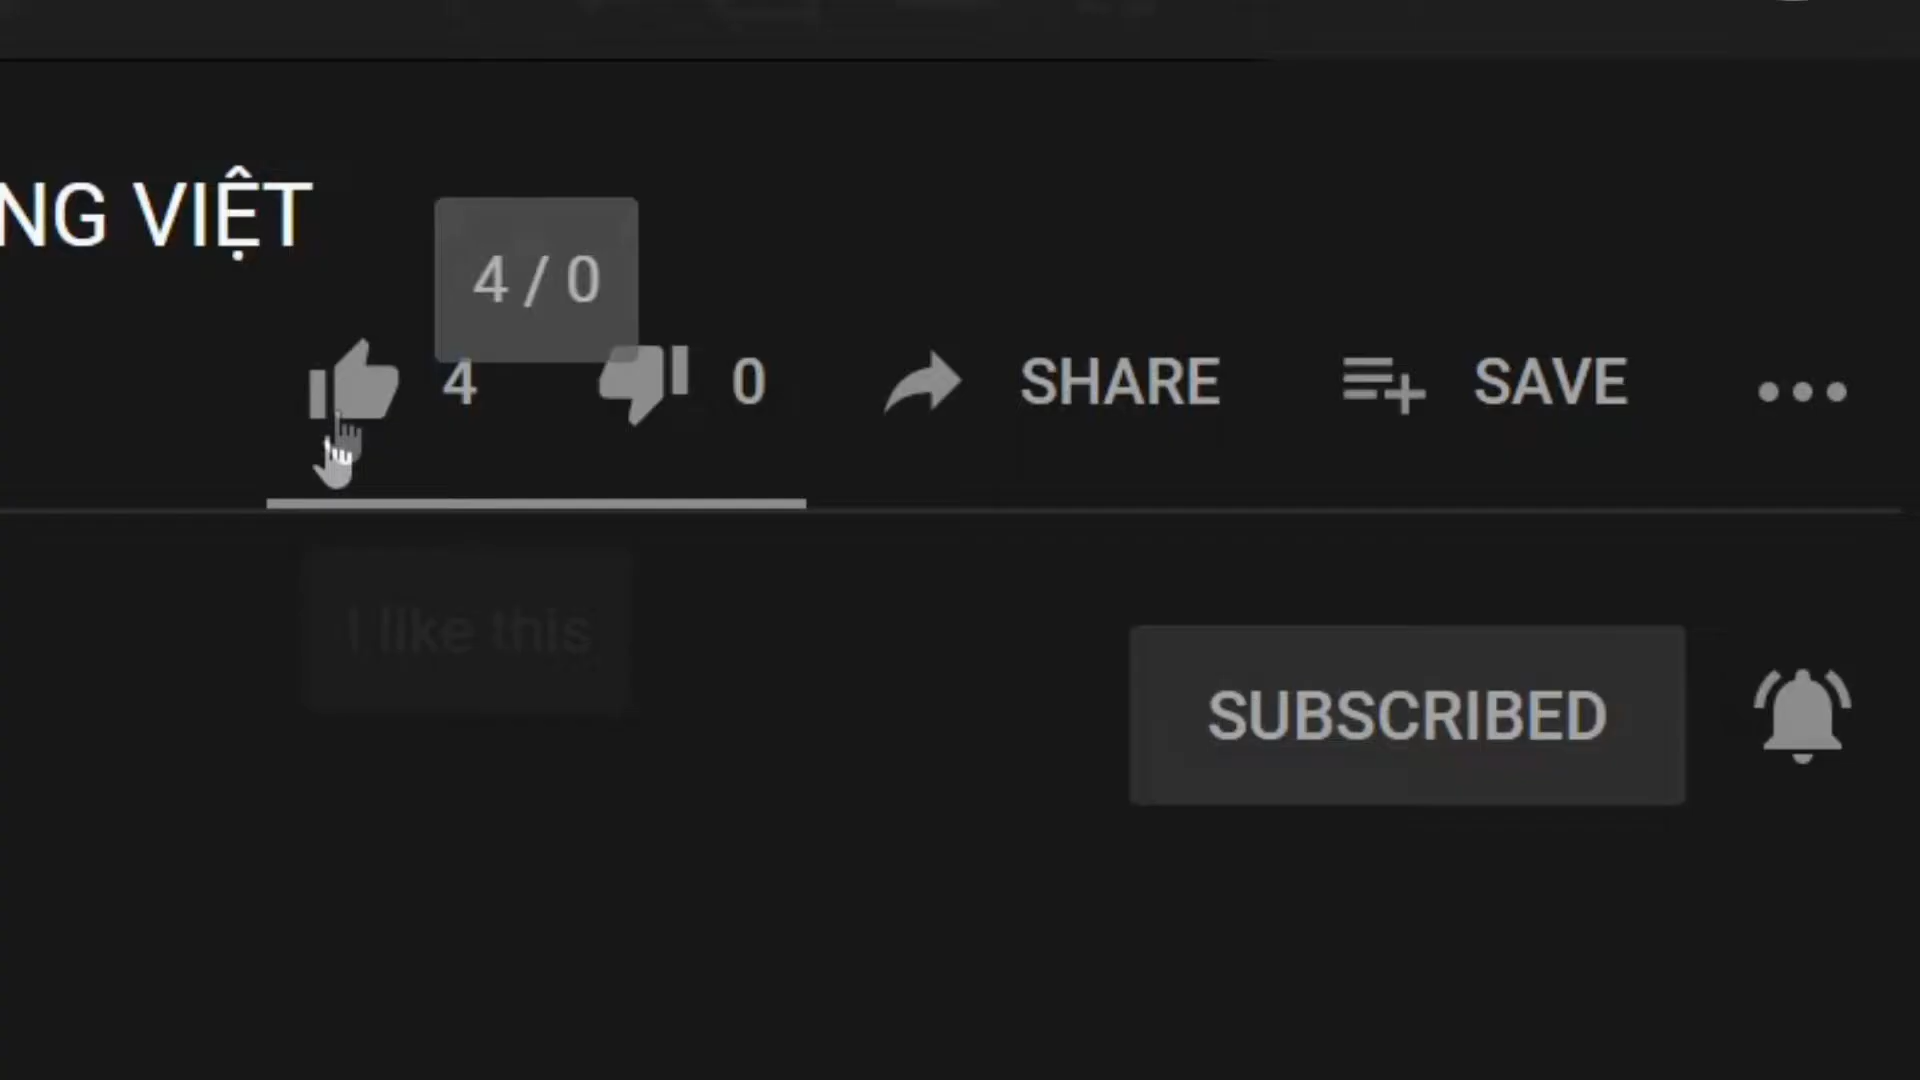 NG VIỆT
4 / 0
4 0 SHARE SAVE
I like this
SUBSCRIBED